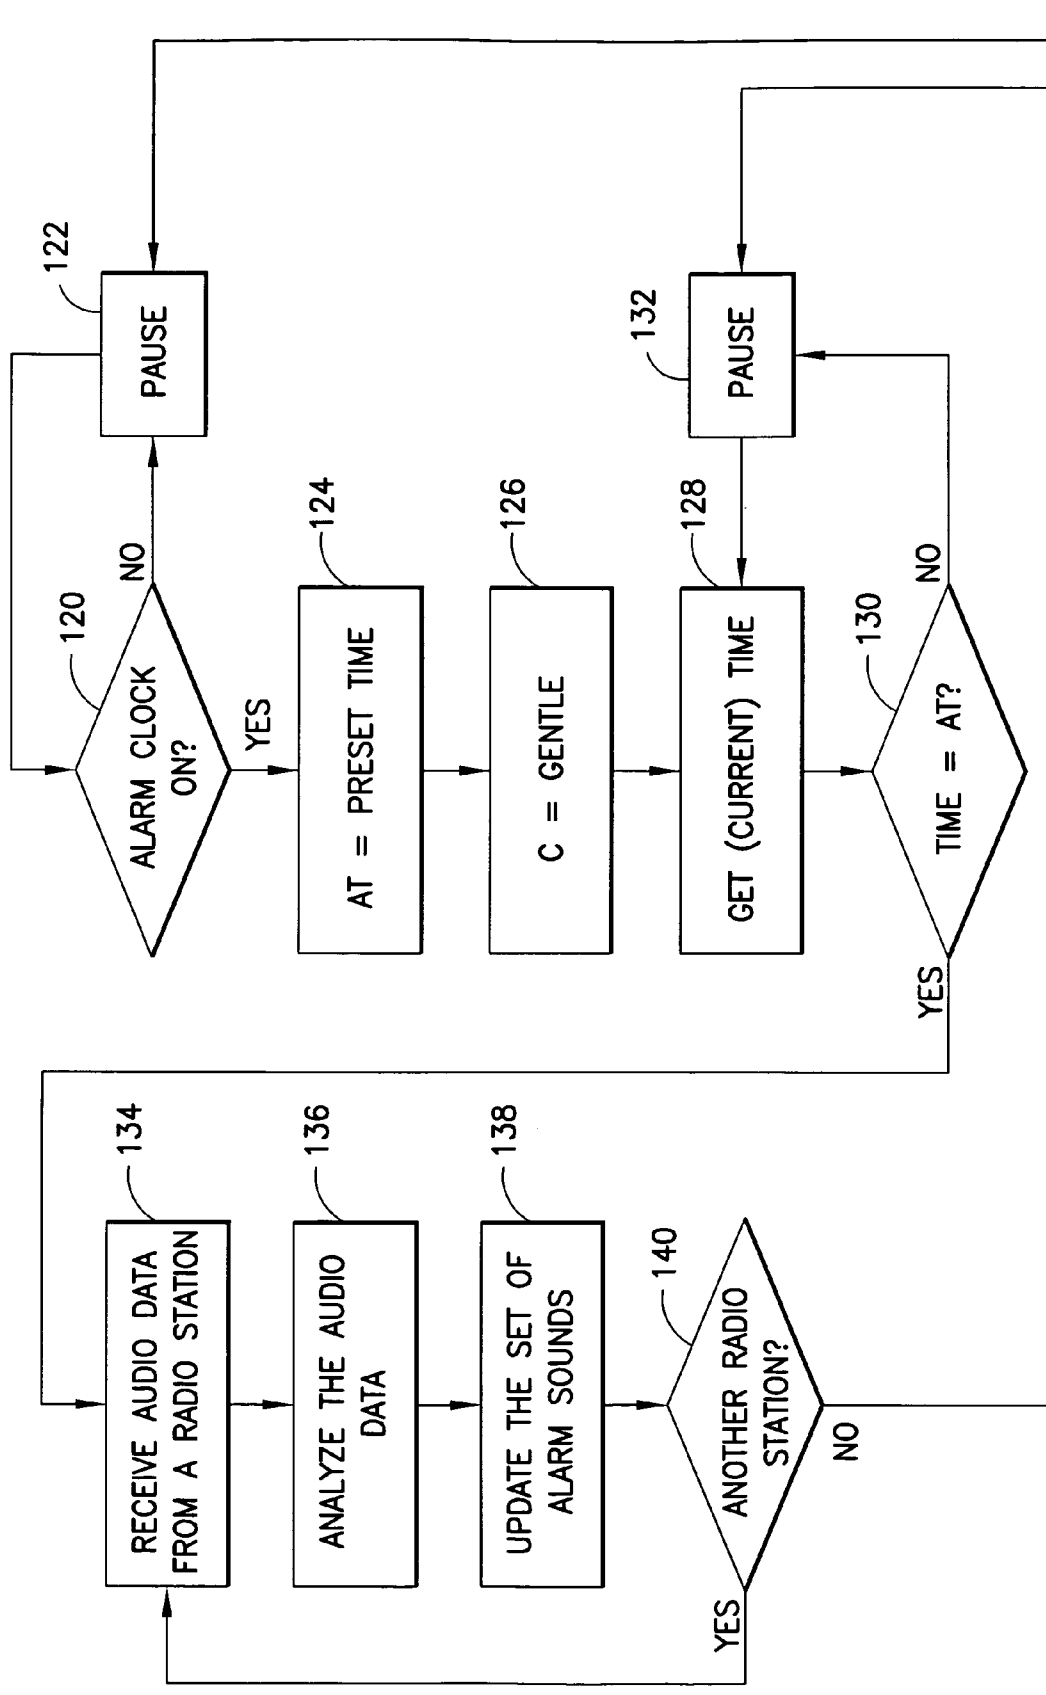 120
ALARM CLOCK
ON?
NO
YES
122
PAUSE
124
AT = PRESET TIME
126
C = GENTLE
128
GET (CURRENT) TIME
130
TIME = AT?
NO
YES
132
PAUSE
134
RECEIVE AUDIO DATA
FROM A RADIO STATION
136
ANALYZE THE AUDIO
DATA
138
UPDATE THE SET OF
ALARM SOUNDS
140
ANOTHER RADIO
STATION?
YES
NO